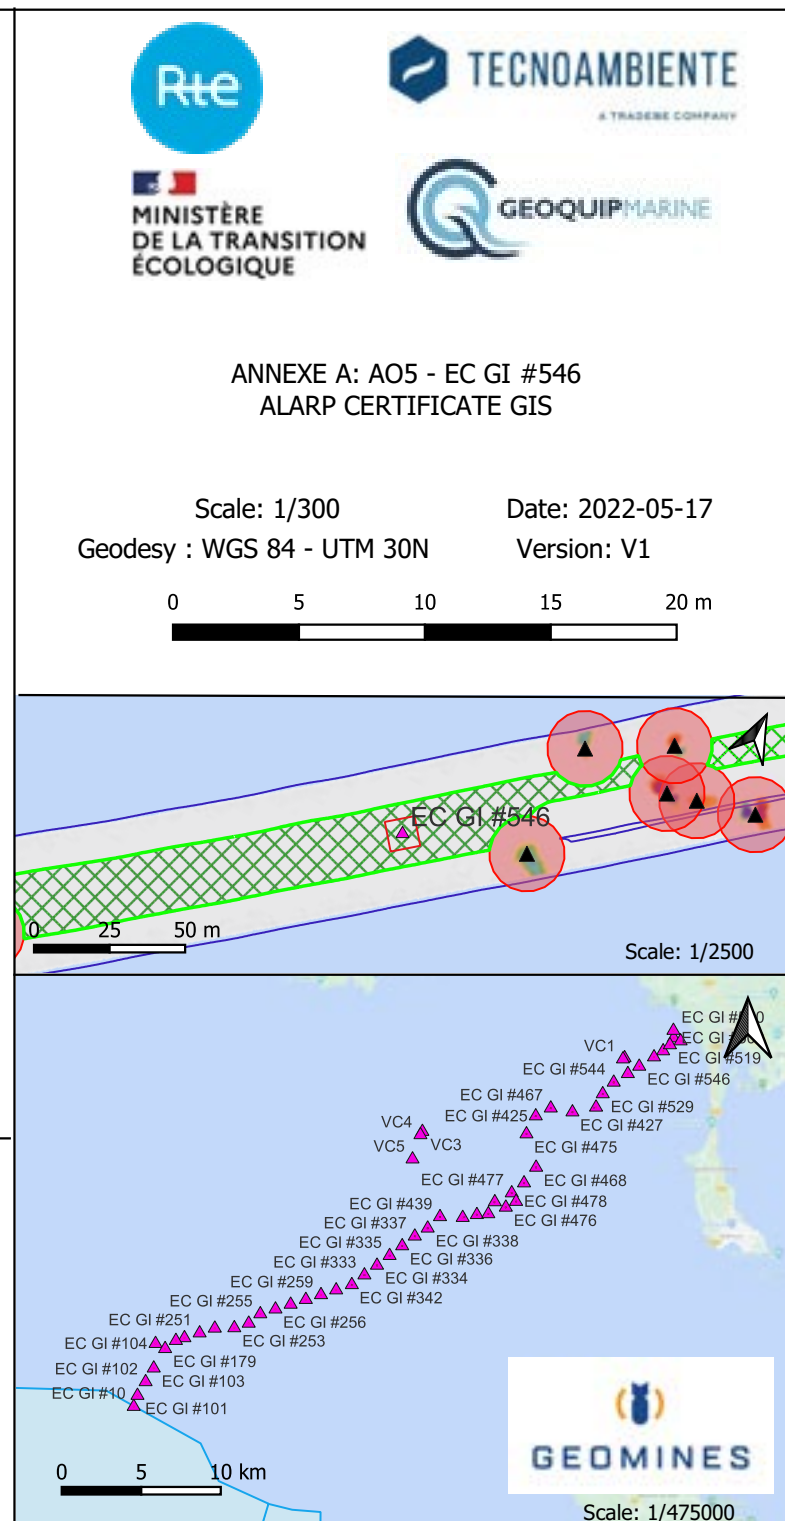 Rte
TECNOAMBIENTE
A TRADEBE COMPANY
MINISTÈRE
DE LA TRANSITION
ÉCOLOGIQUE
GEOQUIPMARINE
ANNEXE A: AO5 - EC GI #546
ALARP CERTIFICATE GIS
Scale: 1/300
Date: 2022-05-17
Geodesy : WGS 84 - UTM 30N
Version: V1
0 5 10 15 20 m
EC GI #546
0 25 50 m
Scale: 1/2500
EC GI
VC1
EC GI #519
EC GI #544
EC GI #546
EC GI #467
EC GI #529
EC GI #425
EC GI #427
VC4
VC3
VC5
EC GI #475
EC GI #477
EC GI #468
EC GI #478
EC GI #439
EC GI #476
EC GI #337
EC GI #338
EC GI #335
EC GI #336
EC GI #333
EC GI #334
EC GI #259
EC GI #342
EC GI #255
EC GI #256
EC GI #251
EC GI #253
EC GI #104
EC GI #179
EC GI #102
EC GI #103
EC GI #10
EC GI #101
0 5 10 km
GEOMINES
Scale: 1/475000